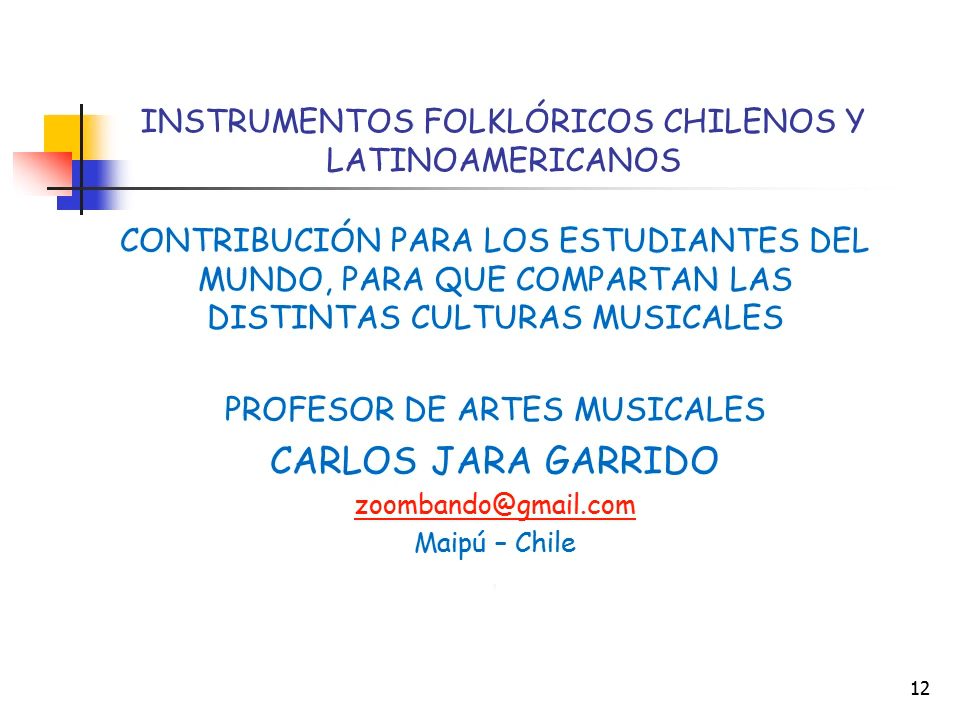 INSTRUMENTOS FOLKLÓRICOS CHILENOS Y
LATINOAMERICANOS
CONTRIBUCIÓN PARA LOS ESTUDIANTES DEL
MUNDO, PARA QUE COMPARTAN LAS
DISTINTAS CULTURAS MUSICALES
PROFESOR DE ARTES MUSICALES
CARLOS JARA GARRIDO
zoombando@gmail.com
Maipú – Chile
12